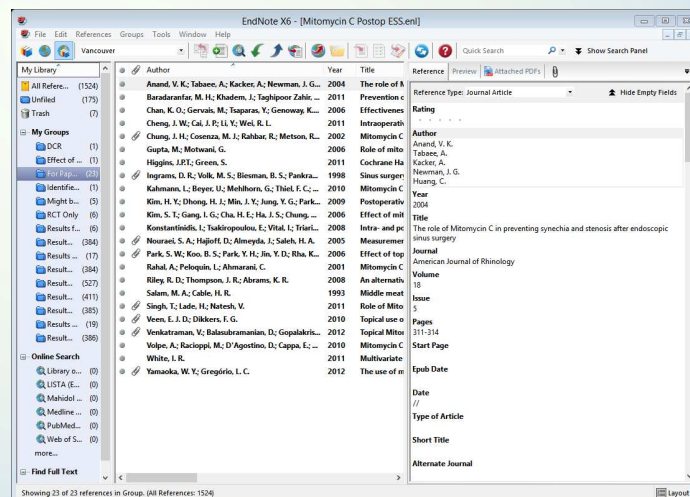 EndNote X6 - [Mitomycin C Postop ESS.enl]
File Edit References Groups Tools Window Help
Vancouver
Quick Search
Show Search Panel
My Library
All Refere... (1524)
Unfiled (175)
Trash (7)
My Groups
DCR (1)
Effect of ... (1)
For Pap... (23)
Identifie... (1)
Might b... (5)
RCT Only (6)
Results f... (6)
Result... (384)
Results ... (17)
Result... (384)
Result... (527)
Result... (411)
Result... (385)
Results ... (19)
Result... (386)
Online Search
Library o... (0)
LISTA (E... (0)
Mahidol ... (0)
Medline ... (0)
PubMed... (0)
Web of S... (0)
more...
Find Full Text
Author Year Title
Anand, V. K.; Tabaee, A.; Kacker, A.; Newman, J. G... 2004 The role of M
Baradaranfar, M. H.; Khadem, J.; Taghipoor Zahir, ... 2011 Prevention o
Chan, K. O.; Gervais, M.; Tsaparas, Y.; Genoway, K.... 2006 Effectivenes
Cheng, J. W.; Cai, J. P.; Li, Y.; Wei, R. L. 2011 Intraoperativ
Chung, J. H.; Cosenza, M. J.; Rahbar, R.; Metson, R... 2002 Mitomycin C
Gupta, M.; Motwani, G. 2006 Role of mito
Higgins, J.P.T.; Green, S. 2011 Cochrane Ha
Ingrams, D. R.; Volk, M. S.; Biesman, B. S.; Pankra... 1998 Sinus surger
Kahmann, L.; Beyer, U.; Mehlhorn, G.; Thiel, F. C.; ... 2010 Mitomycin C
Kim, H. Y.; Dhong, H. J.; Min, J. Y.; Jung, Y. G.; Park... 2009 Postoperativ
Kim, S. T.; Gang, I. G.; Cha, H. E.; Ha, J. S.; Chung, ... 2006 Effect of mit
Konstantinidis, I.; Tsakiropoulou, E.; Vital, I.; Triari... 2008 Intra- and po
Nouraei, S. A.; Hajioff, D.; Almeyda, J.; Saleh, H. A. 2005 Measuremer
Park, S. W.; Koo, B. S.; Park, Y. H.; Jin, Y. D.; Rha, K... 2006 Effect of top
Rahal, A.; Peloquin, L.; Ahmarani, C. 2001 Mitomycin C
Riley, R. D.; Thompson, J. R.; Abrams, K. R. 2008 An alternativ
Salam, M. A.; Cable, H. R. 1993 Middle meat
Singh, T.; Lade, H.; Natesh, V. 2011 Role of Mito
Veen, E. J. D.; Dikkers, F. G. 2010 Topical use o
Venkatraman, V.; Balasubramanian, D.; Gopalakris... 2012 Topical Mitor
Volpe, A.; Racioppi, M.; D'Agostino, D.; Cappa, E.; ... 2010 Mitomycin C
White, I. R. 2011 Multivariate
Yamaoka, W. Y.; Gregório, L. C. 2012 The use of m
Reference Preview Attached PDFs
Reference Type: Journal Article
Hide Empty Fields
Rating
Author
Anand, V. K.
Tabaee, A.
Kacker, A.
Newman, J. G.
Huang, C.
Year
2004
Title
The role of Mitomycin C in preventing synechia and stenosis after endoscopic
sinus surgery
Journal
American Journal of Rhinology
Volume
18
Issue
5
Pages
311-314
Start Page
Epub Date
Date
//
Type of Article
Short Title
Alternate Journal
Showing 23 of 23 references in Group. (All References: 1524)
Layout